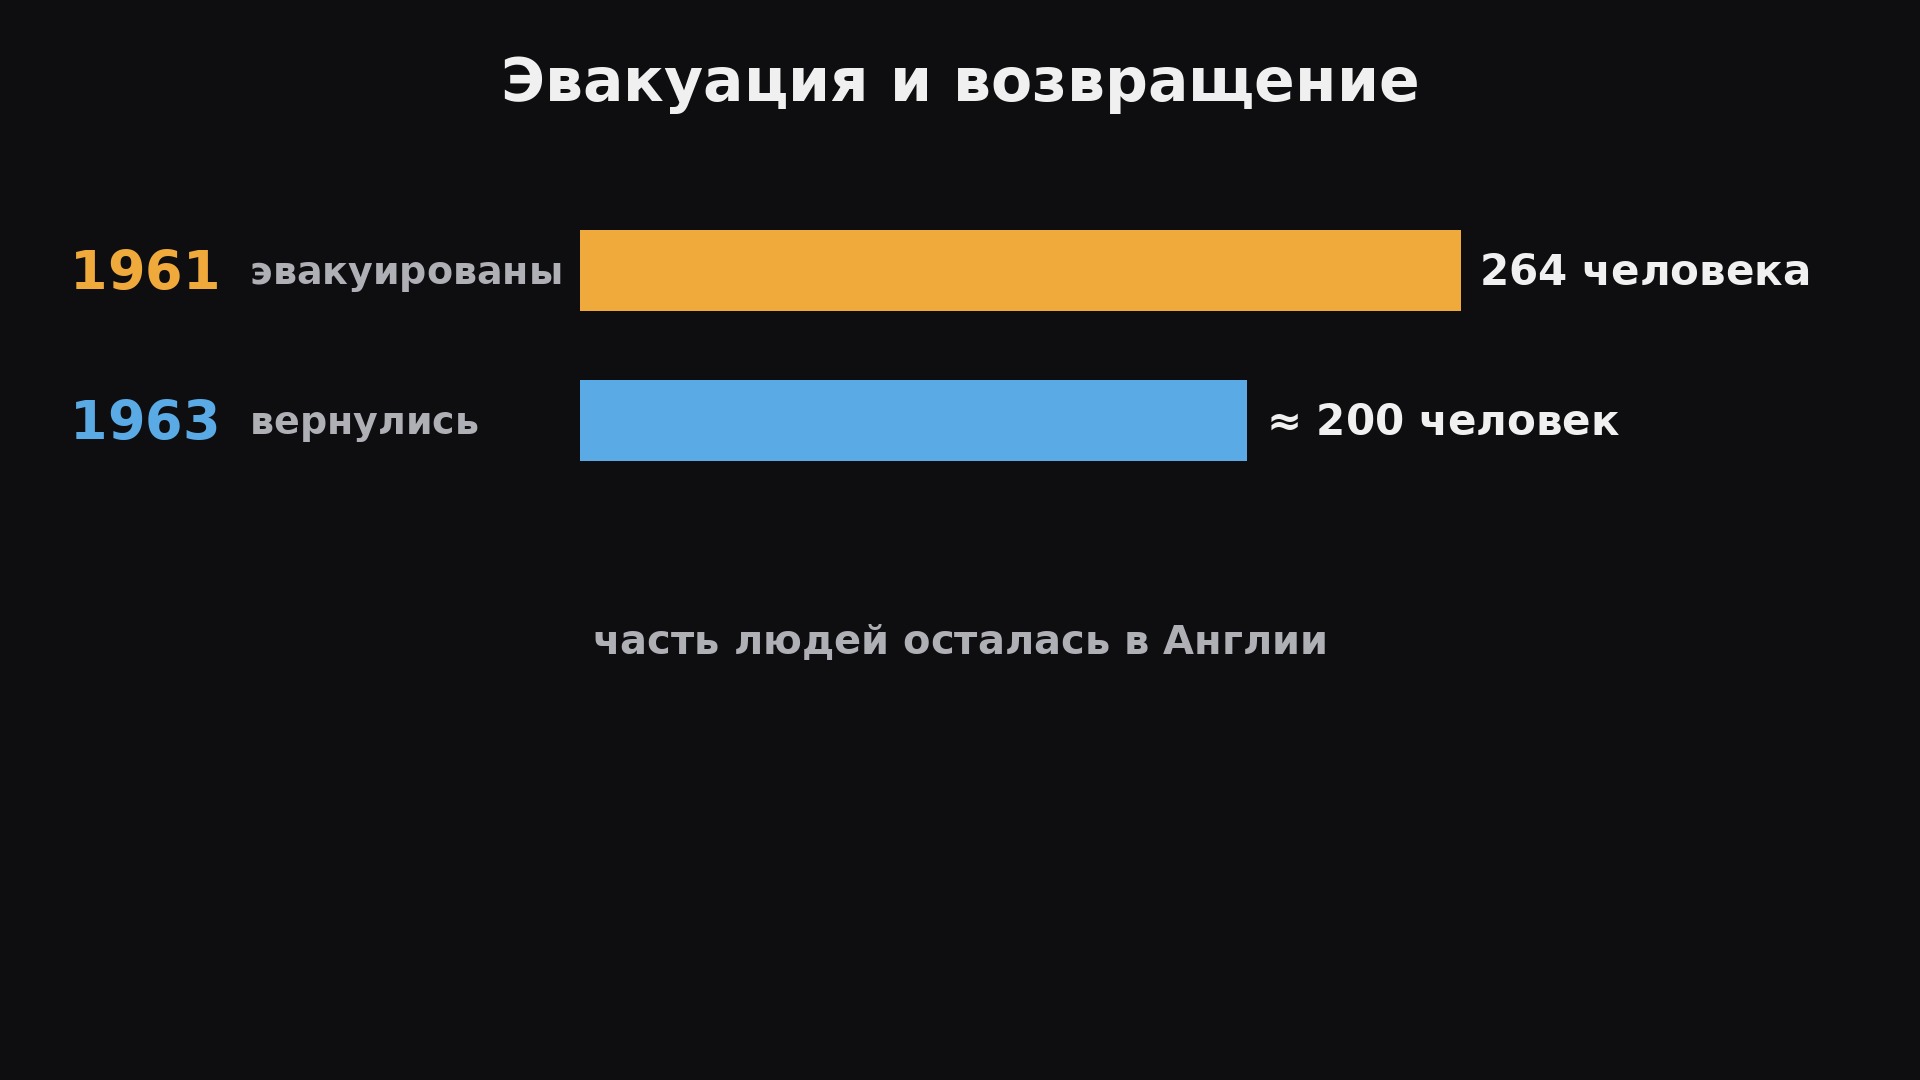 Эвакуация и возвращение
1961 эвакуированы 264 человека
1963 вернулись ≈ 200 человек
часть людей осталась в Англии